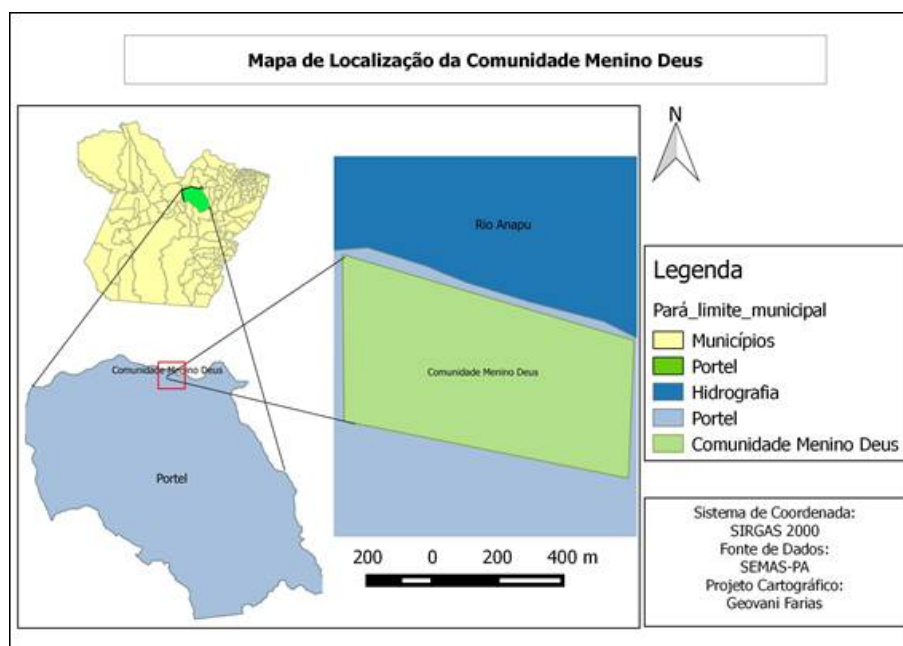 Mapa de Localização da Comunidade Menino Deus
N
Rio Anapu
Comunidade Menino Deus
Comunidade Menino Deus
Portel
200 0 200 400 m
Legenda
Pará_limite_municipal
Municípios
Portel
Hidrografia
Portel
Comunidade Menino Deus
Sistema de Coordenada:
SIRGAS 2000
Fonte de Dados:
SEMAS-PA
Projeto Cartográfico:
Geovani Farias